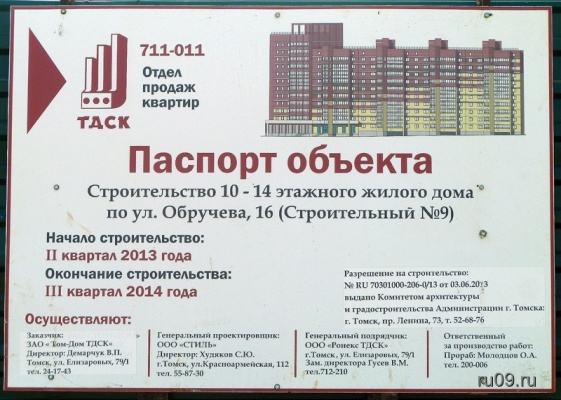 711-011
Отдел
продаж
квартир
ТДСК
Паспорт объекта
Строительство 10 - 14 этажного жилого дома
по ул. Обручева, 16 (Строительный №9)
Начало строительство:
II квартал 2013 года
Окончание строительства:
III квартал 2014 года
Разрешение на строительство:
№ RU 70301000-206-0/13 от 03.06.2013
выдано Комитетом архитектуры
и градостроительства Администрации г. Томска:
г. Томск, пр. Ленина, 73, т. 52-68-76
Осуществляют:
Заказчик:
ЗАО «Том-Дом ТДСК»
Директор: Демарчук В.П.
Томск, ул. Елизаровых, 79/1
тел. 24-17-43
Генеральный проектировщик:
ООО «СТИЛЬ»
Директор: Худяков С.Ю.
г.Томск, ул.Красноармейская, 112
тел. 55-87-30
Генеральный подрядчик:
ООО «Ронекс ТДСК»
г.Томск , ул. Елизаровых, 79/1
Зам. директора Гусев В.М.
тел.712-210
Ответственный
за производство работ:
Прораб: Молодцов О.А.
тел. 200-006
ru09.ru